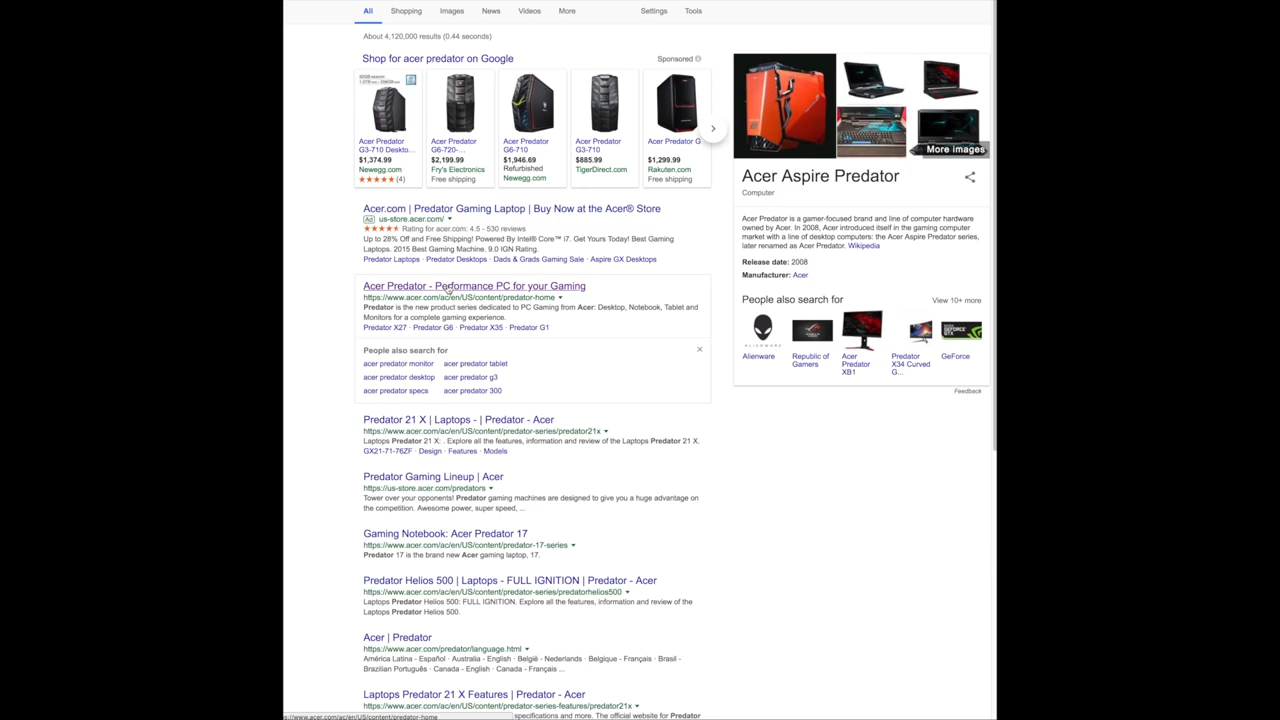 All Shopping Images News Videos More Settings Tools
About 4,120,000 results (0.44 seconds)
Shop for acer predator on Google
Sponsored
Acer Predator
G3-710 Deskto...
$1,374.99
Newegg.com
(4)
Acer Predator
G6-720-...
$2,199.99
Fry's Electronics
Free shipping
Acer Predator
G6-710
$1,946.69
Refurbished
Newegg.com
Acer Predator
G3-710
$885.99
TigerDirect.com
Acer Predator G
$1,299.99
Rakuten.com
Free shipping
Acer.com | Predator Gaming Laptop | Buy Now at the Acer® Store
Ad us-store.acer.com/
Rating for acer.com: 4.5 - 530 reviews
Up to 28% Off and Free Shipping! Powered By Intel® Core™ i7. Get Yours Today! Best Gaming
Laptops. 2015 Best Gaming Machine. 9.0 IGN Rating.
Predator Laptops · Predator Desktops · Dads & Grads Gaming Sale · Aspire GX Desktops
Acer Predator - Performance PC for your Gaming
https://www.acer.com/ac/en/US/content/predator-home
Predator is the new product series dedicated to PC Gaming from Acer: Desktop, Notebook, Tablet and
Monitors for a complete gaming experience.
Predator X27 · Predator G6 · Predator X35 · Predator G1
People also search for
acer predator monitor acer predator tablet
acer predator desktop acer predator g3
acer predator specs acer predator 300
Predator 21 X | Laptops - | Predator - Acer
https://www.acer.com/ac/en/US/content/predator-series/predator21x
Laptops Predator 21 X: . Explore all the features, information and review of the Laptops Predator 21 X.
GX21-71-76ZF · Design · Features · Models
Predator Gaming Lineup | Acer
https://us-store.acer.com/predators
Tower over your opponents! Predator gaming machines are designed to give you a huge advantage on
the competition. Awesome power, super speed, ...
Gaming Notebook: Acer Predator 17
https://www.acer.com/ac/en/US/content/predator-17-series
Predator 17 is the brand new Acer gaming laptop, 17.
Predator Helios 500 | Laptops - FULL IGNITION | Predator - Acer
https://www.acer.com/ac/en/US/content/predator-series/predatorhelios500
Laptops Predator Helios 500: FULL IGNITION. Explore all the features, information and review of the
Laptops Predator Helios 500.
Acer | Predator
https://www.acer.com/predator/language.html
América Latina - Español · Australia - English · België - Nederlands · Belgique - Français · Brasil -
Brazilian Português · Canada - English · Canada - Français ...
Laptops Predator 21 X Features | Predator - Acer
https://www.acer.com/ac/en/US/content/predator-series-features/predator21x
specifications and more. The official website for Predator
s://www.acer.com/ac/en/US/content/predator-home
More images
Acer Aspire Predator
Computer
Acer Predator is a gamer-focused brand and line of computer hardware
owned by Acer. In 2008, Acer introduced itself in the gaming computer
market with a line of desktop computers: the Acer Aspire Predator series,
later renamed as Acer Predator. Wikipedia
Release date: 2008
Manufacturer: Acer
People also search for
View 10+ more
ALIENWARE
Alienware
Republic of
Gamers
Acer
Predator
XB1
Predator
X34 Curved
G...
GeForce
Feedback